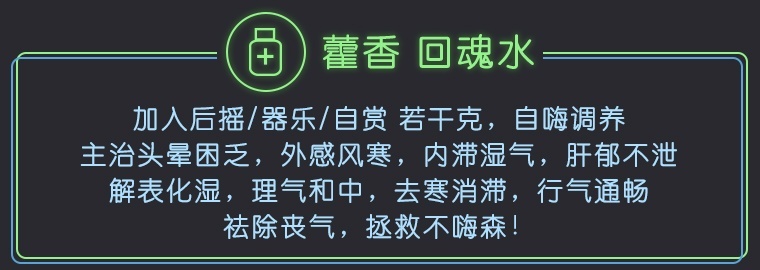 藿香 回魂水
加入后摇/器乐/自赏 若干克，自嗨调养
主治头晕困乏，外感风寒，内滞湿气，肝郁不泄
解表化湿，理气和中，去寒消滞，行气通畅
祛除丧气，拯救不嗨森！